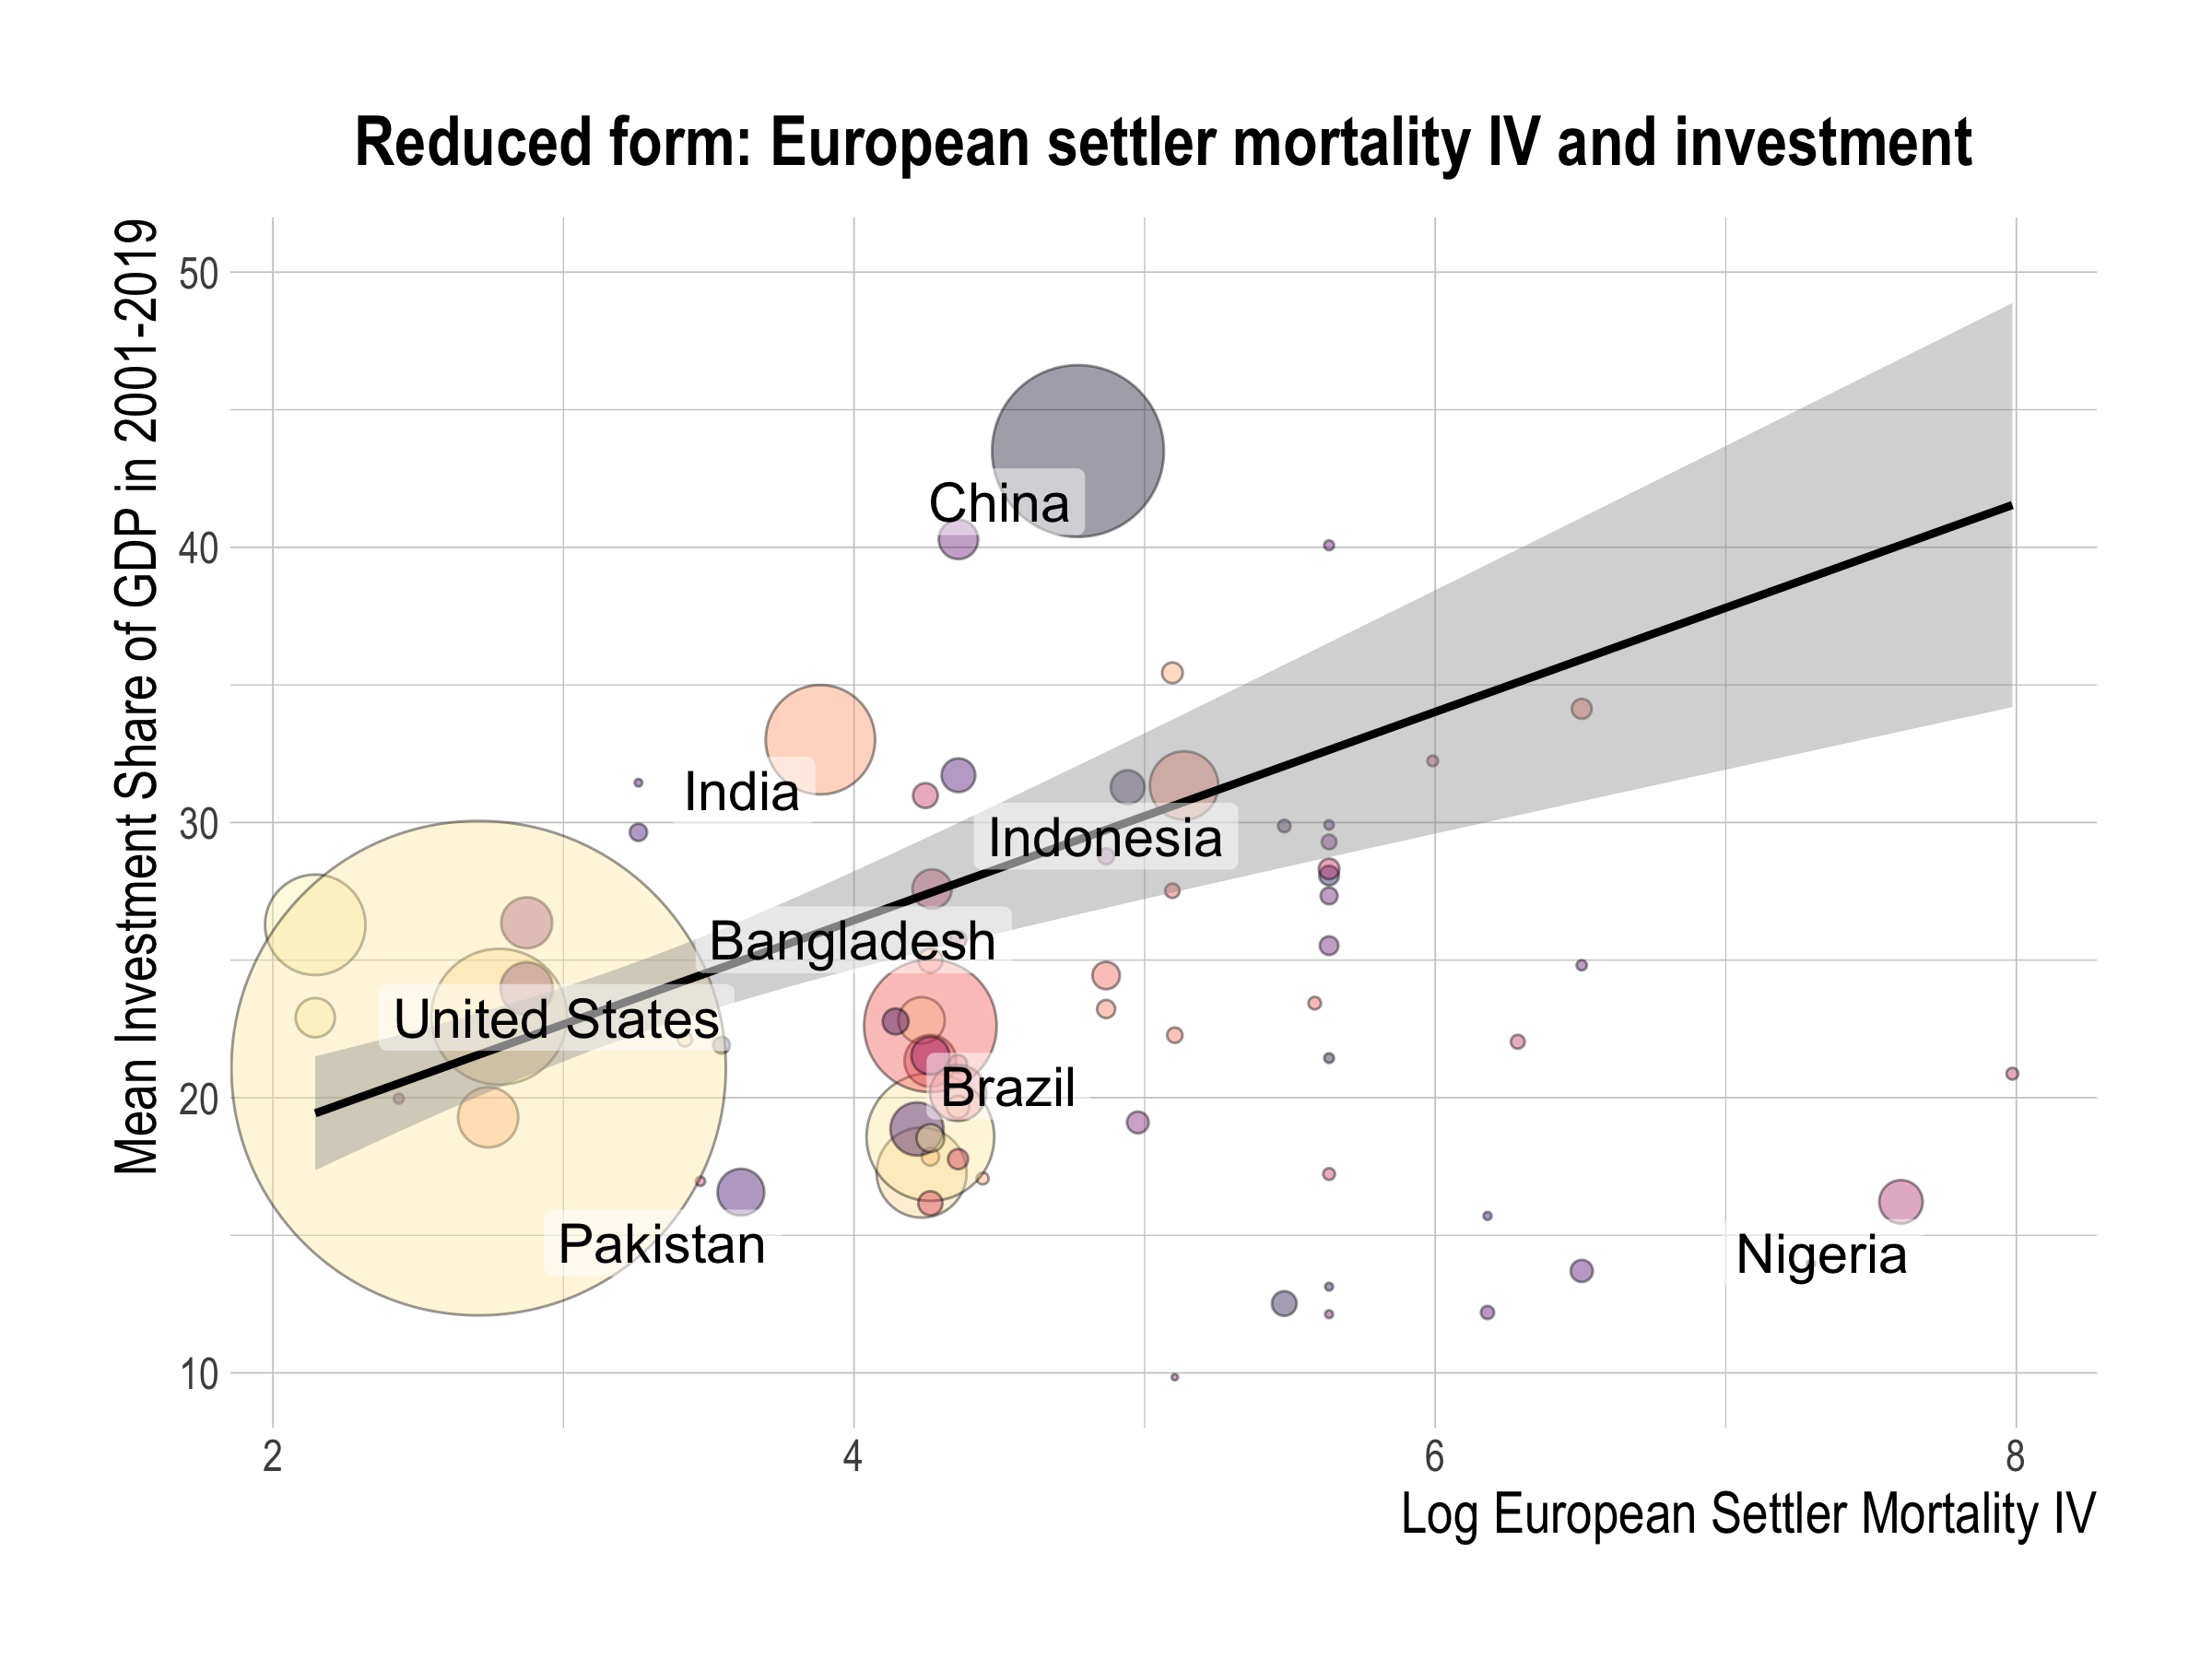 Reduced form: European settler mortality IV and investment
Mean Investment Share of GDP in 2001-2019
50
40
30
20
10
China
India
Indonesia
Bangladesh
United States
Brazil
Pakistan
Nigeria
2
4
6
8
Log European Settler Mortality IV